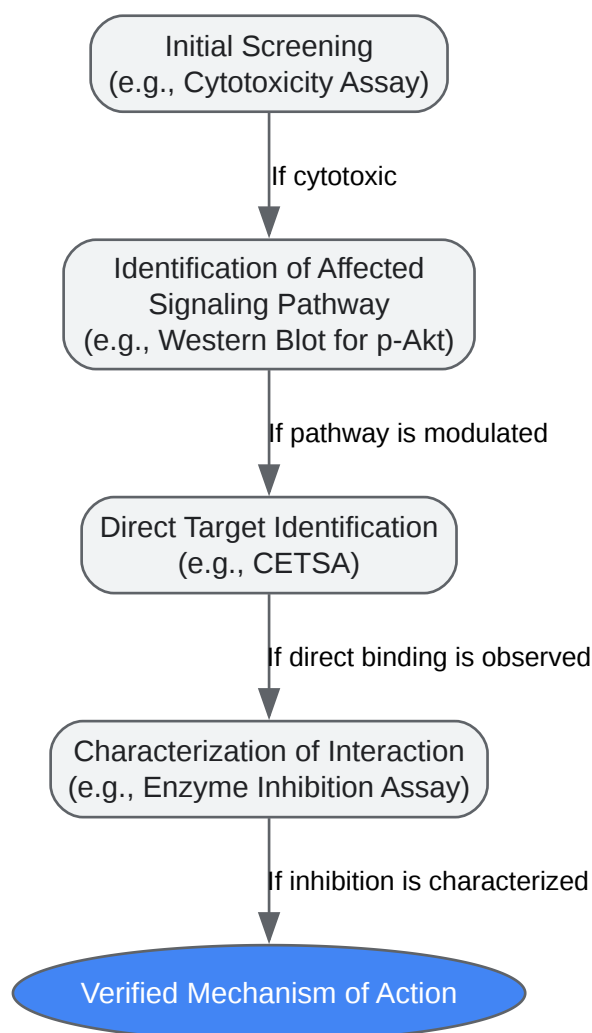 Initial Screening
(e.g., Cytotoxicity Assay)
If cytotoxic
Identification of Affected
Signaling Pathway
(e.g., Western Blot for p-Akt)
If pathway is modulated
Direct Target Identification
(e.g., CETSA)
If direct binding is observed
Characterization of Interaction
(e.g., Enzyme Inhibition Assay)
If inhibition is characterized
Verified Mechanism of Action